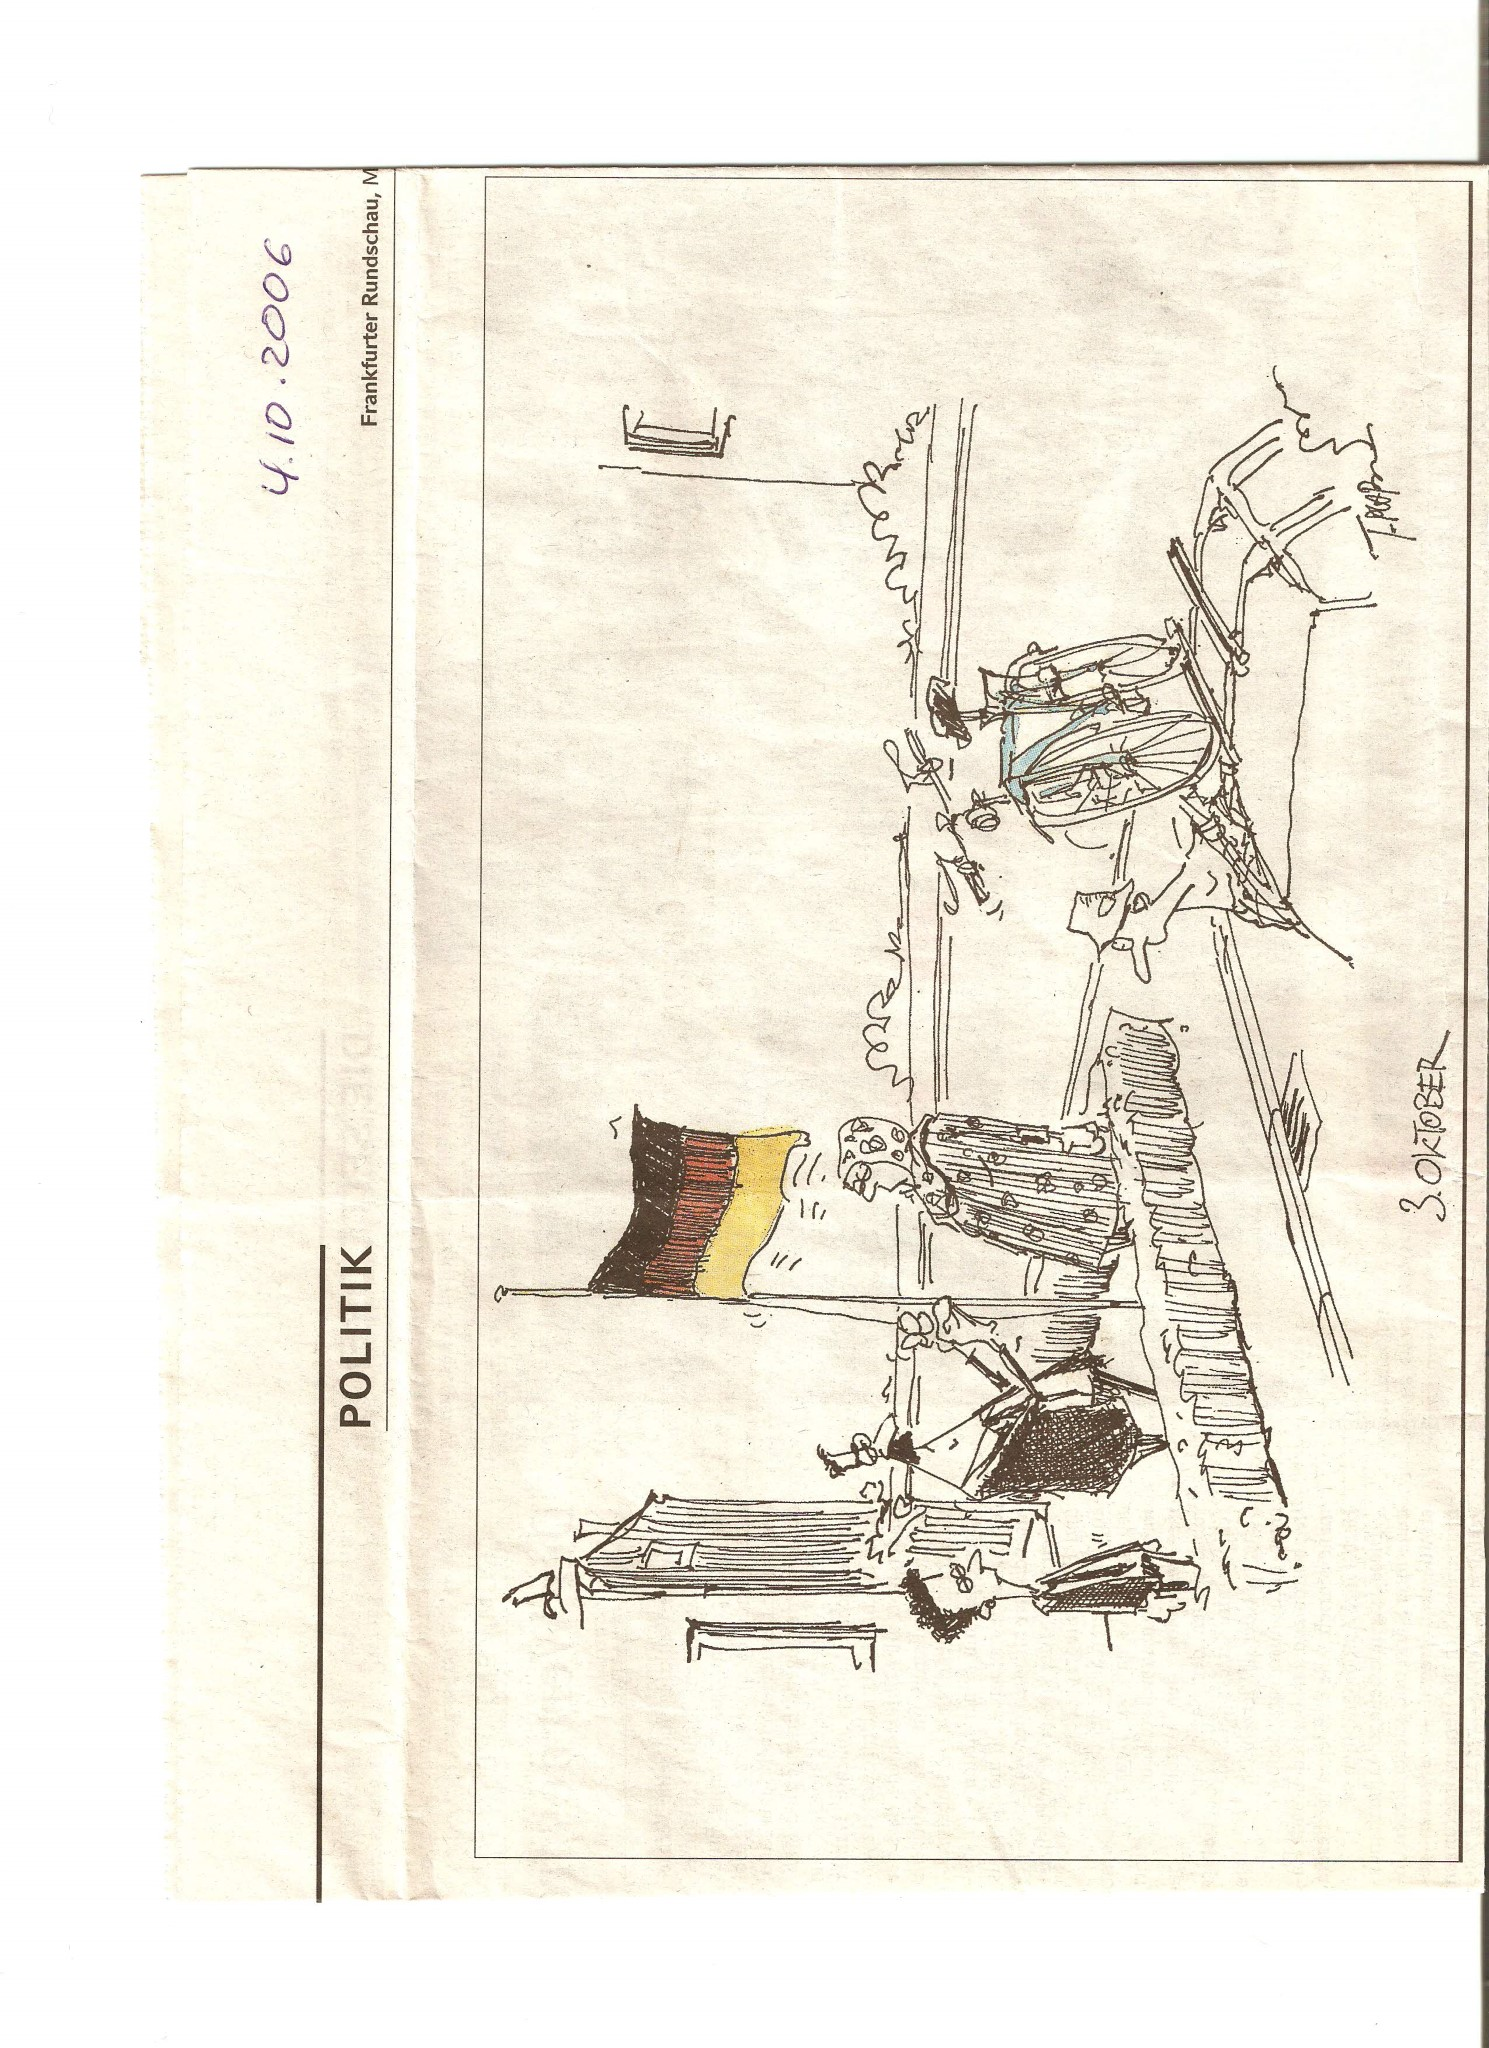 4.10.2006
POLITIK
Frankfurter Rundschau, M
3. OKTOBER